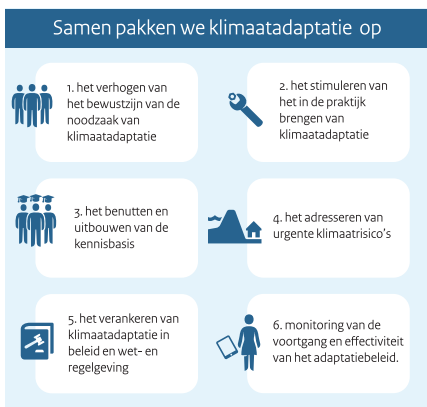 Samen pakken we klimaatadaptatie op
1. het verhogen van
het bewustzijn van de
noodzaak van
klimaatadaptatie
2. het stimuleren van
het in de praktijk
brengen van
klimaatadaptatie
3. het benutten en
uitbouwen van de
kennisbasis
4. het adresseren van
urgente klimaatrisico's
5. het verankeren van
klimaatadaptatie in
beleid en wet- en
regelgeving
6. monitoring van de
voortgang en effectiviteit
van het adaptatiebeleid.